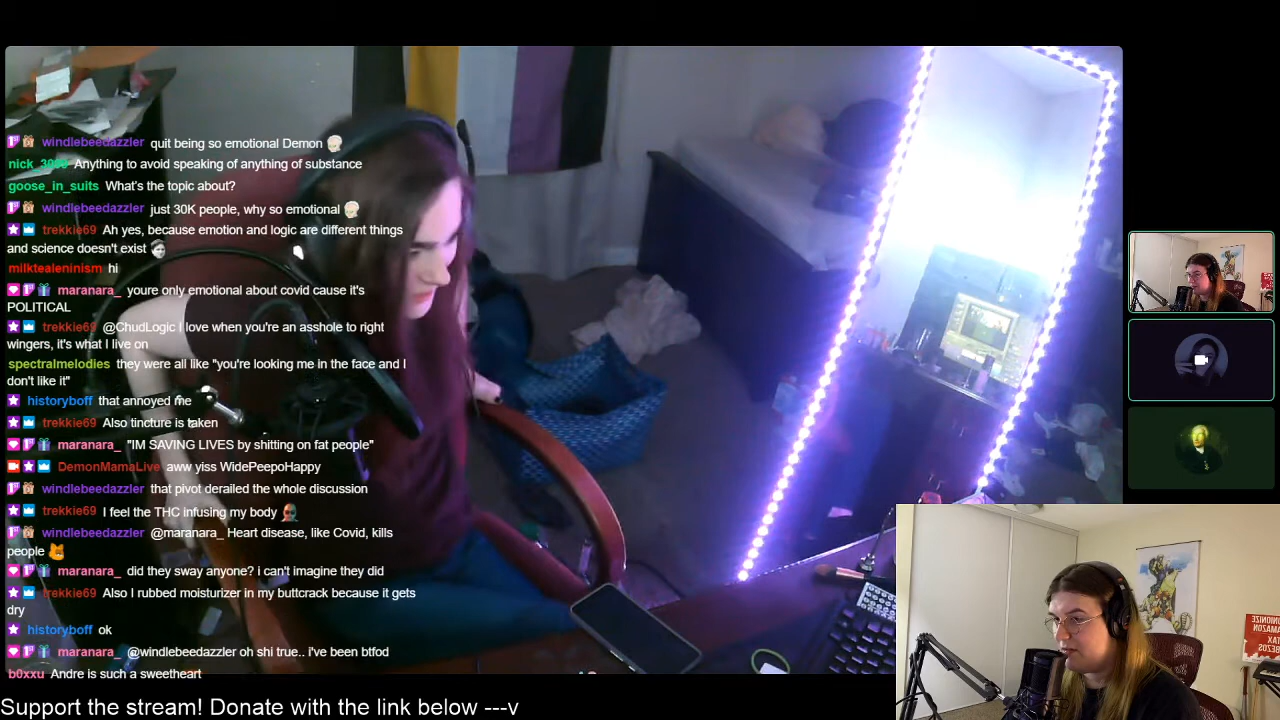 windlebeedazzler quit being so emotional Demon
nick_30 Anything to avoid speaking of anything of substance
goose_in_suits What's the topic about?
windlebeedazzler just 30K people, why so emotional
trekkie69 Ah yes, because emotion and logic are different things
and science doesn't exist
milktealeninism hi
maranara_ youre only emotional about covid cause it's
POLITICAL
trekkie69 @ChudLogic I love when you're an asshole to right
wingers, it's what I live on
spectralmelodies they were all like "you're looking me in the face and I
don't like it"
historyboff that annoyed me
trekkie69 Also tincture is taken
maranara_ "IM SAVING LIVES by shitting on fat people"
DemonMamaLive aww yiss WidePeepoHappy
windlebeedazzler that pivot derailed the whole discussion
trekkie69 I feel the THC infusing my body
windlebeedazzler @maranara_ Heart disease, like Covid, kills
people
maranara_ did they sway anyone? i can't imagine they did
trekkie69 Also I rubbed moisturizer in my buttcrack because it gets
dry
historyboff ok
maranara_ @windlebeedazzler oh shi true.. i've been btfod
b0xxu Andre is such a sweetheart
UNIONIZE
AMAZON
TAX
BEZOS
Support the stream! Donate with the link below ---v